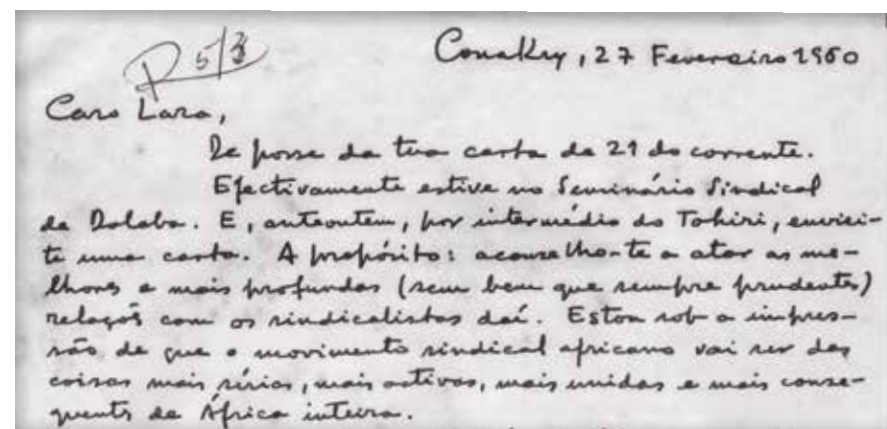 R 5/3
Conakry, 27 Fevereiro 1960
Caro Lara,
De posse da tua carta de 21 do corrente.
Efectivamente estive no Seminário Sindical
de Dalaba. E, anteontem, por intermédio do Tchiri, enviei-
te uma carta. A propósito: aconselho-te a atar as me-
lhores e mais profundas (sem bem que sempre prudentes)
relações com os sindicalistas daí. Estou sob a impres-
são de que o movimento sindical africano vai ser das
coisas mais sérias, mais activas, mais unidas e mais conse-
quents da África inteira.